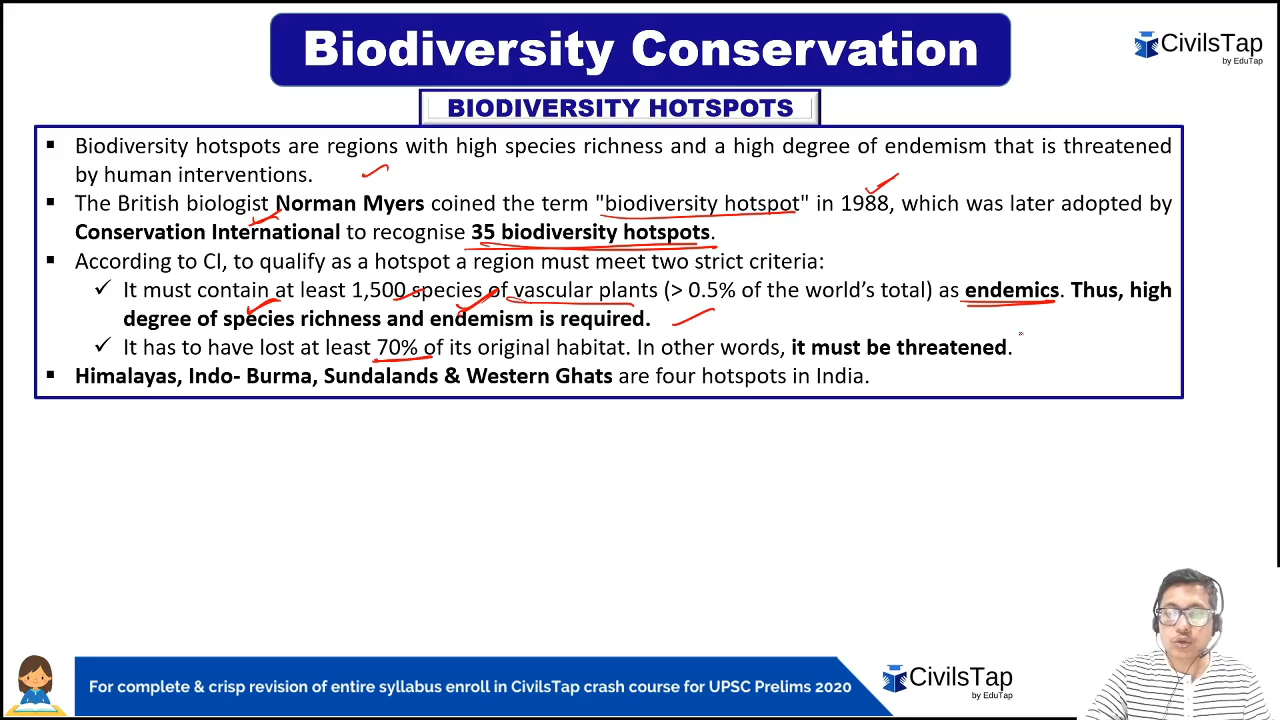 Biodiversity Conservation
CivilsTap
by EduTap
BIODIVERSITY HOTSPOTS
▪ Biodiversity hotspots are regions with high species richness and a high degree of endemism that is threatened
by human interventions.
▪ The British biologist Norman Myers coined the term "biodiversity hotspot" in 1988, which was later adopted by
Conservation International to recognise 35 biodiversity hotspots.
▪ According to CI, to qualify as a hotspot a region must meet two strict criteria:
✓ It must contain at least 1,500 species of vascular plants (> 0.5% of the world's total) as endemics. Thus, high
degree of species richness and endemism is required.
✓ It has to have lost at least 70% of its original habitat. In other words, it must be threatened.
▪ Himalayas, Indo- Burma, Sundalands & Western Ghats are four hotspots in India.
For complete & crisp revision of entire syllabus enroll in CivilsTap crash course for UPSC Prelims 2020
CivilsTap
by EduTap